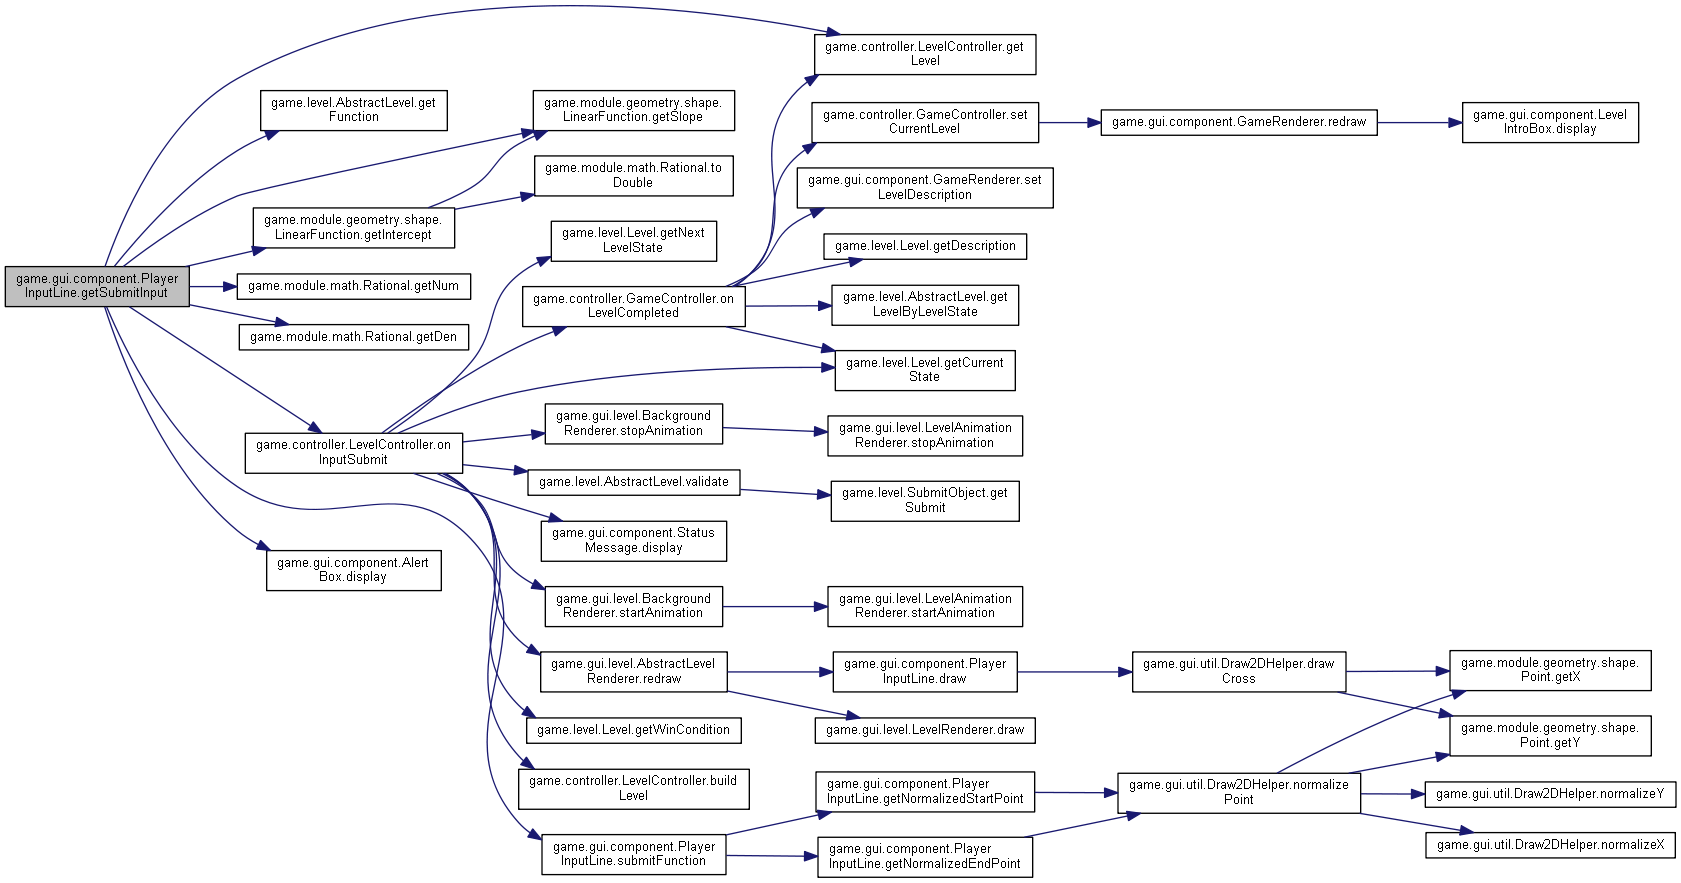 game.gui.component.Player
InputLine.getSubmitInput
game.level.AbstractLevel.get
Function
game.module.geometry.shape.
LinearFunction.getIntercept
game.module.math.Rational.getNum
game.module.math.Rational.getDen
game.controller.LevelController.on
InputSubmit
game.gui.component.Alert
Box.display
game.module.geometry.shape.
LinearFunction.getSlope
game.module.math.Rational.to
Double
game.level.Level.getNext
LevelState
game.controller.GameController.on
LevelCompleted
game.gui.level.Background
Renderer.stopAnimation
game.level.AbstractLevel.validate
game.gui.component.Status
Message.display
game.gui.level.Background
Renderer.startAnimation
game.gui.level.AbstractLevel
Renderer.redraw
game.level.Level.getWinCondition
game.controller.LevelController.build
Level
game.gui.component.Player
InputLine.submitFunction
game.controller.LevelController.get
Level
game.controller.GameController.set
CurrentLevel
game.gui.component.GameRenderer.set
LevelDescription
game.level.Level.getDescription
game.level.AbstractLevel.get
LevelByLevelState
game.level.Level.getCurrent
State
game.gui.level.LevelAnimation
Renderer.stopAnimation
game.level.SubmitObject.get
Submit
game.gui.level.LevelAnimation
Renderer.startAnimation
game.gui.component.Player
InputLine.draw
game.gui.level.LevelRenderer.draw
game.gui.component.Player
InputLine.getNormalizedStartPoint
game.gui.component.Player
InputLine.getNormalizedEndPoint
game.gui.component.GameRenderer.redraw
game.gui.util.Draw2DHelper.draw
Cross
game.gui.util.Draw2DHelper.normalize
Point
game.gui.component.Level
IntroBox.display
game.module.geometry.shape.
Point.getX
game.module.geometry.shape.
Point.getY
game.gui.util.Draw2DHelper.normalizeY
game.gui.util.Draw2DHelper.normalizeX